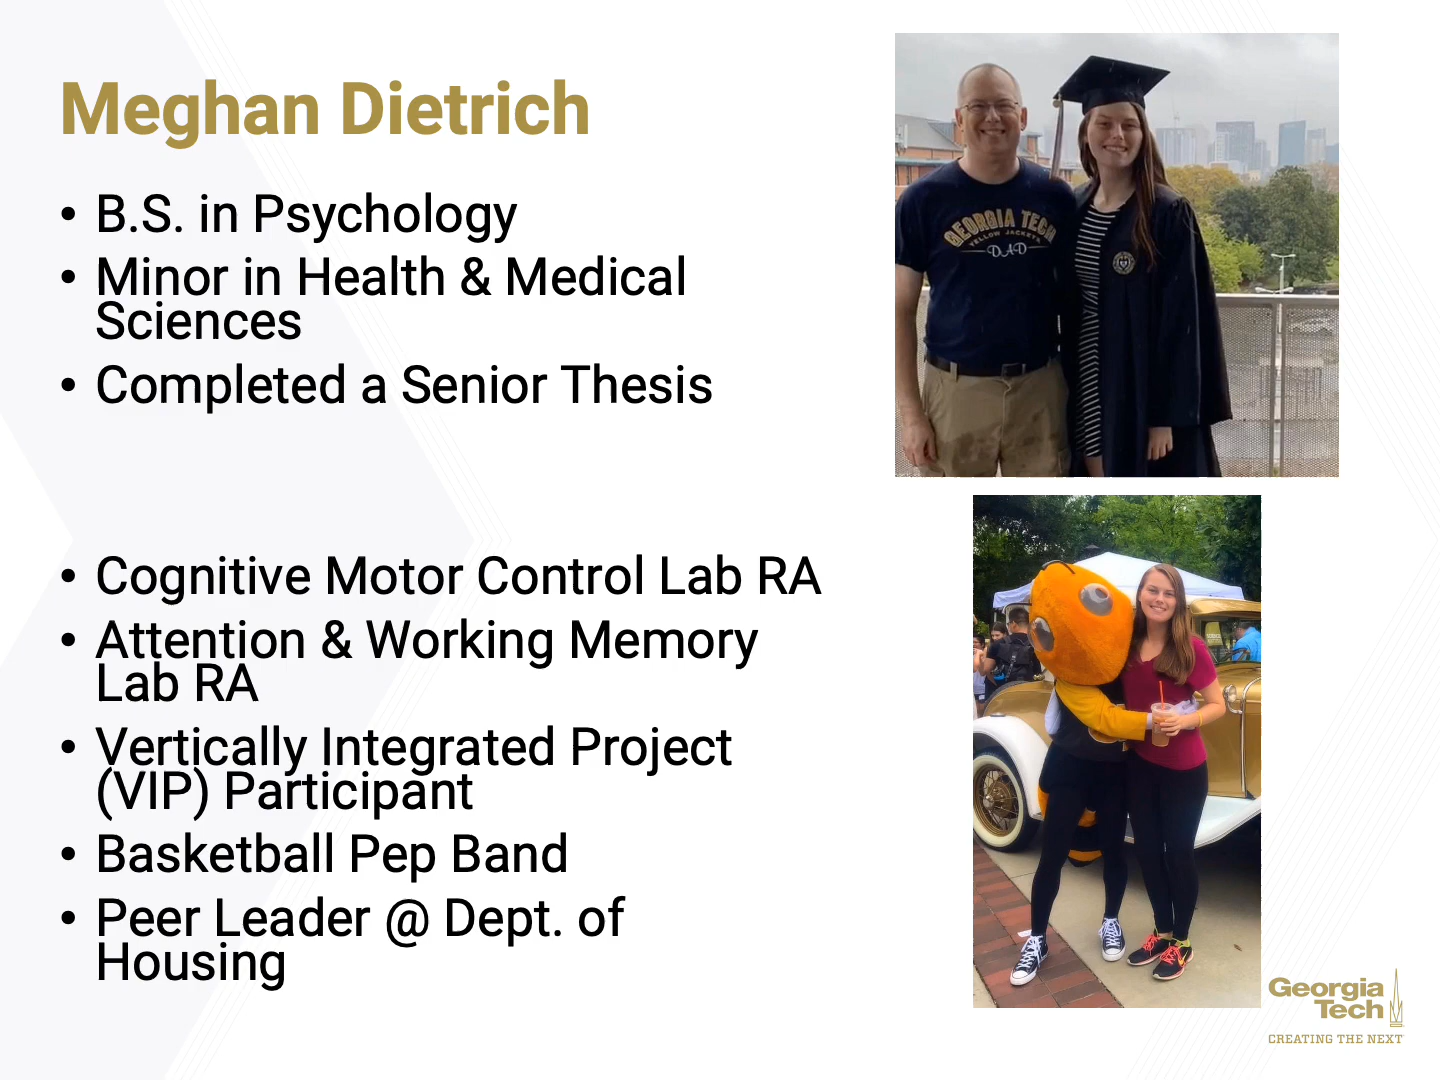 Meghan Dietrich
• B.S. in Psychology
• Minor in Health & Medical
Sciences
• Completed a Senior Thesis
• Cognitive Motor Control Lab RA
• Attention & Working Memory
Lab RA
• Vertically Integrated Project
(VIP) Participant
• Basketball Pep Band
• Peer Leader @ Dept. of
Housing
GEORGIA TECH
YELLOW JACKETS
DAD
Georgia
Tech
CREATING THE NEXT